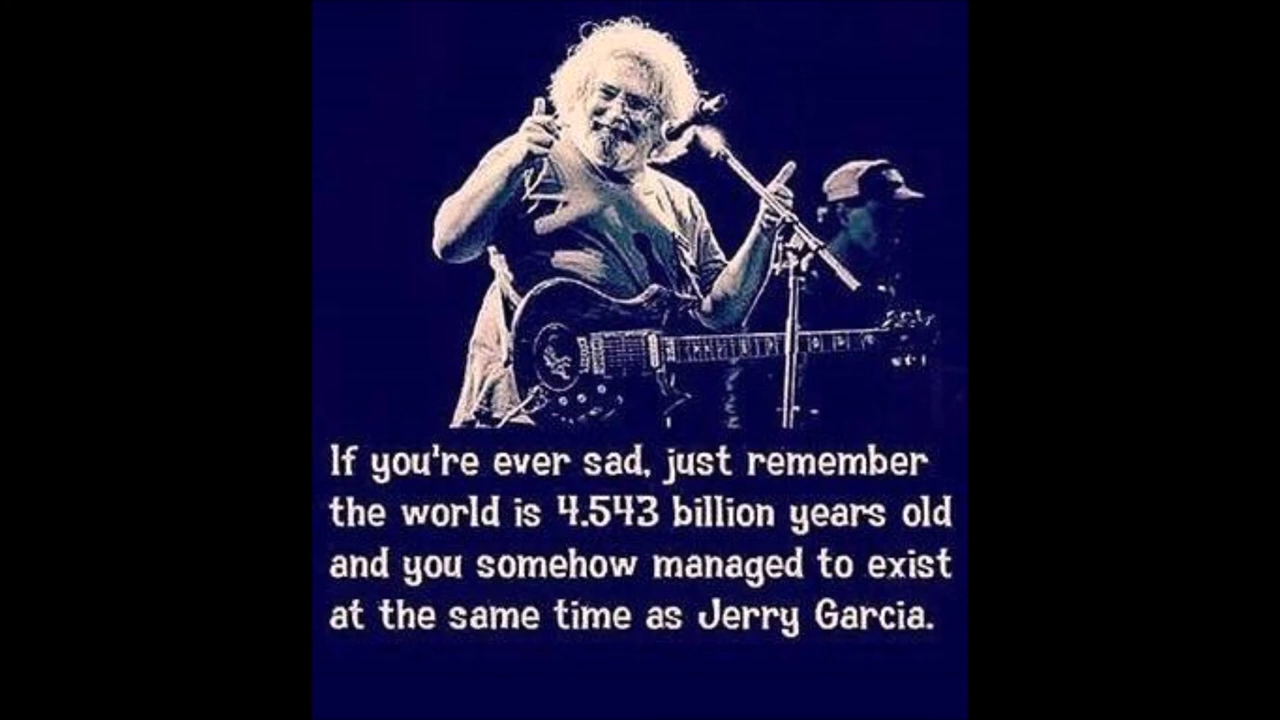 If you're ever sad, just remember
the world is 4.543 billion years old
and you somehow managed to exist
at the same time as Jerry Garcia.